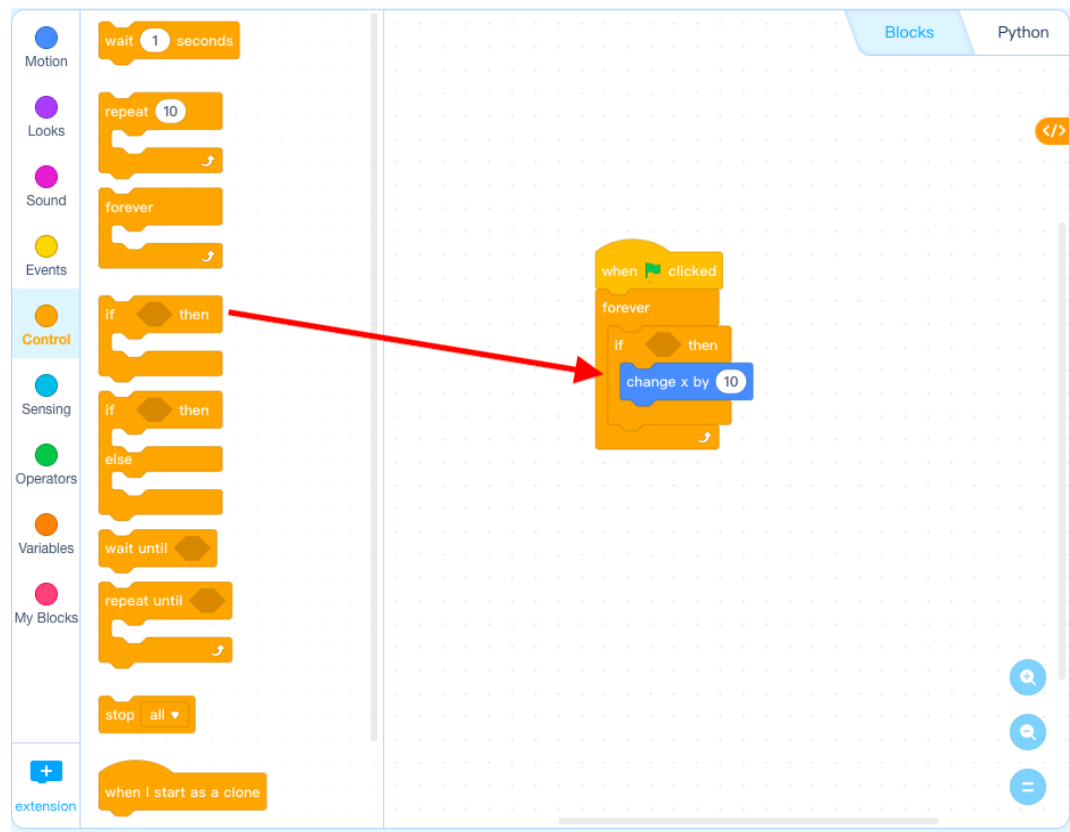 Motion
Looks
Sound
Events
Control
Sensing
Operators
Variables
My Blocks
extension
wait 1 seconds
repeat 10
forever
if then
if then
else
wait until
repeat until
stop all
when I start as a clone
Blocks
Python
</>
when clicked
forever
if then
change x by 10